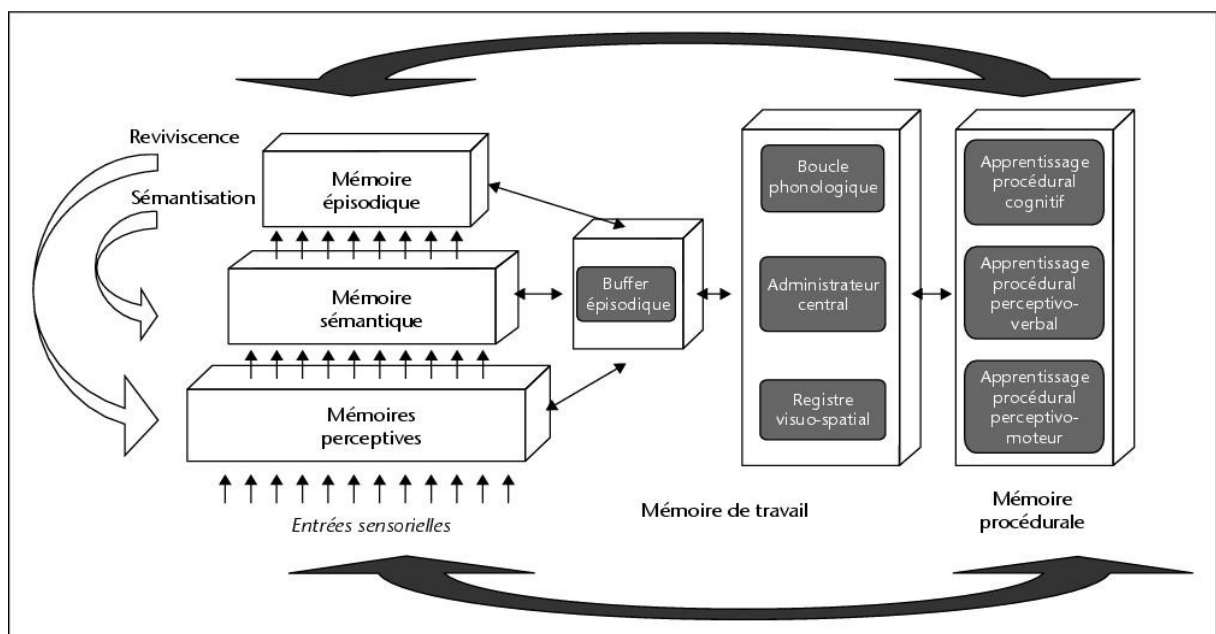 Reviviscence
Sémantisation
Mémoire
épisodique
Mémoire
sémantique
Mémoires
perceptives
Entrées sensorielles
Buffer
épisodique
Boucle
phonologique
Administrateur
central
Registre
visuo-spatial
Mémoire de travail
Apprentissage
procédural
cognitif
Apprentissage
procédural
perceptivo-
verbal
Apprentissage
procédural
perceptivo-
moteur
Mémoire
procédurale